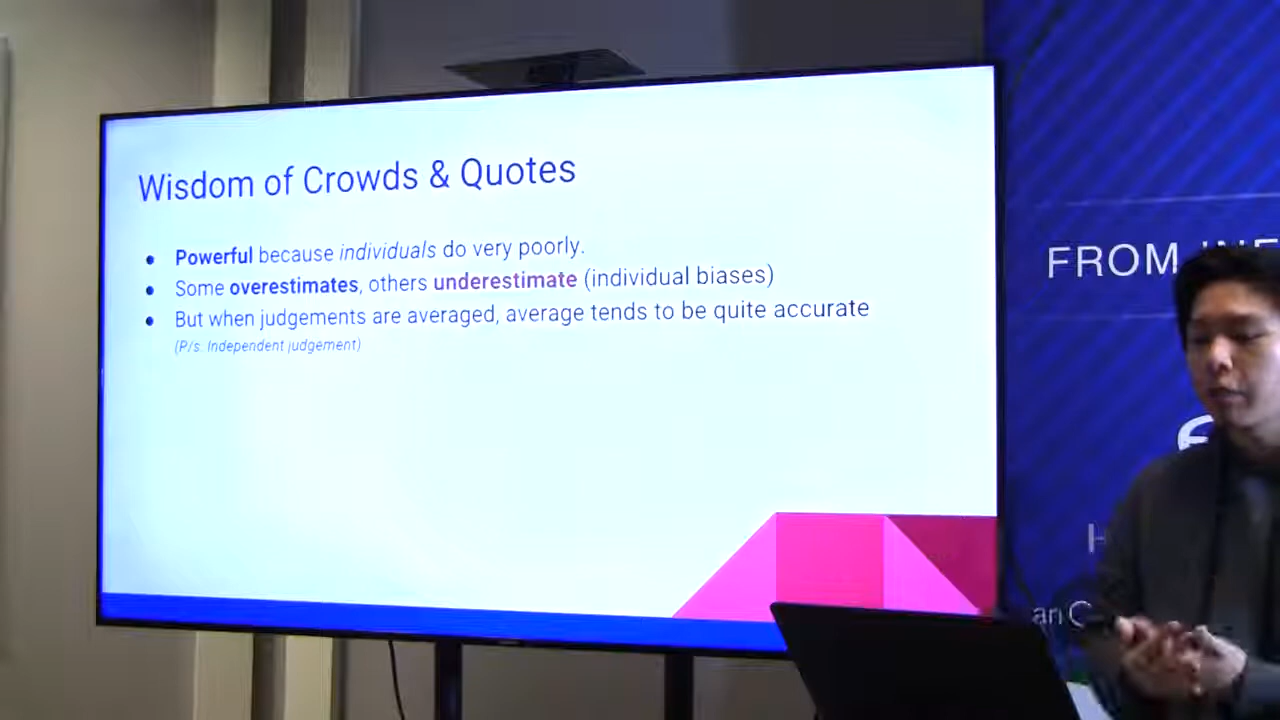 Wisdom of Crowds & Quotes
Powerful because individuals do very poorly.
Some overestimates, others underestimate (individual biases)
But when judgements are averaged, average tends to be quite accurate
(P/s. Independent judgement)
FROM
an